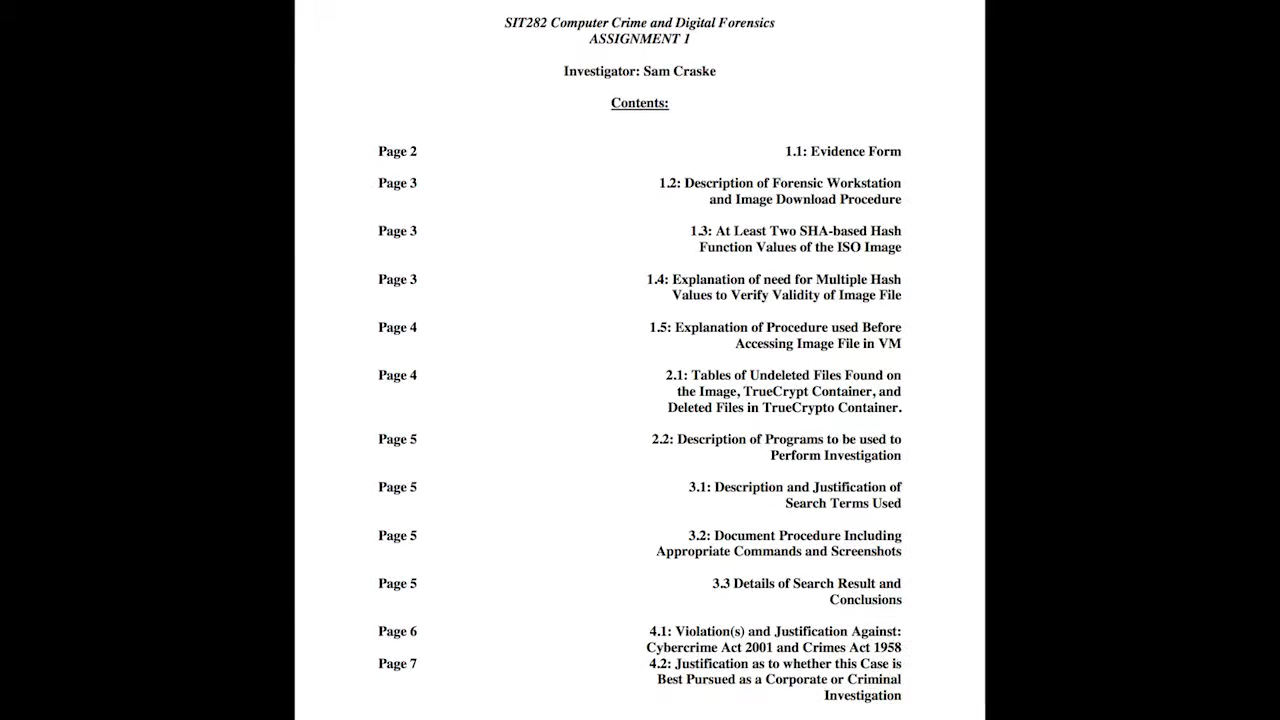 SIT282 Computer Crime and Digital Forensics
ASSIGNMENT 1
Investigator: Sam Craske
Contents:
Page 2 1.1: Evidence Form
Page 3 1.2: Description of Forensic Workstation
and Image Download Procedure
Page 3 1.3: At Least Two SHA-based Hash
Function Values of the ISO Image
Page 3 1.4: Explanation of need for Multiple Hash
Values to Verify Validity of Image File
Page 4 1.5: Explanation of Procedure used Before
Accessing Image File in VM
Page 4 2.1: Tables of Undeleted Files Found on
the Image, TrueCrypt Container, and
Deleted Files in TrueCrypto Container.
Page 5 2.2: Description of Programs to be used to
Perform Investigation
Page 5 3.1: Description and Justification of
Search Terms Used
Page 5 3.2: Document Procedure Including
Appropriate Commands and Screenshots
Page 5 3.3 Details of Search Result and
Conclusions
Page 6 4.1: Violation(s) and Justification Against:
Cybercrime Act 2001 and Crimes Act 1958
Page 7 4.2: Justification as to whether this Case is
Best Pursued as a Corporate or Criminal
Investigation